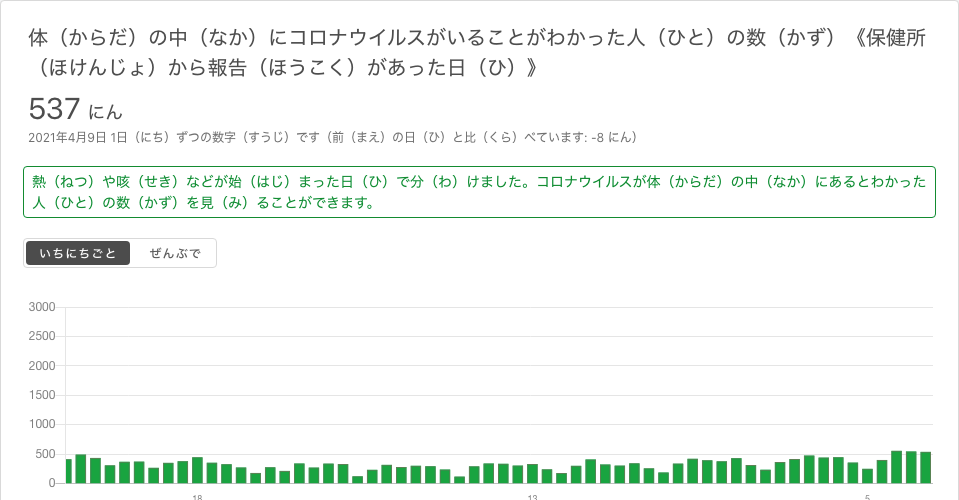 体（からだ）の中（なか）にコロナウイルスがいることがわかった人（ひと）の数（かず）《保健所
（ほけんじょ）から報告（ほうこく）があった日（ひ）》
537 にん
2021年4月9日 1日（にち）ずつの数字（すうじ）です（前（まえ）の日（ひ）と比（くら）べています: -8 にん）
熱（ねつ）や咳（せき）などが始（はじ）まった日（ひ）で分（わ）けました。コロナウイルスが体（からだ）の中（なか）にあるとわかった
人（ひと）の数（かず）を見（み）ることができます。
いちにちごと ぜんぶで
3000
2500
2000
1500
1000
500
0
18 13 5